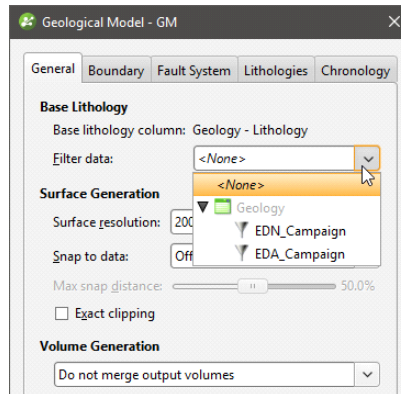 Geological Model - GM
General Boundary Fault System Lithologies Chronology
Base Lithology
Base lithology column: Geology - Lithology
Filter data: <None>
<None>
Geology
EDN_Campaign
EDA_Campaign
Surface Generation
Surface resolution: 200
Snap to data: Off
Max snap distance: 50.0%
Exact clipping
Volume Generation
Do not merge output volumes